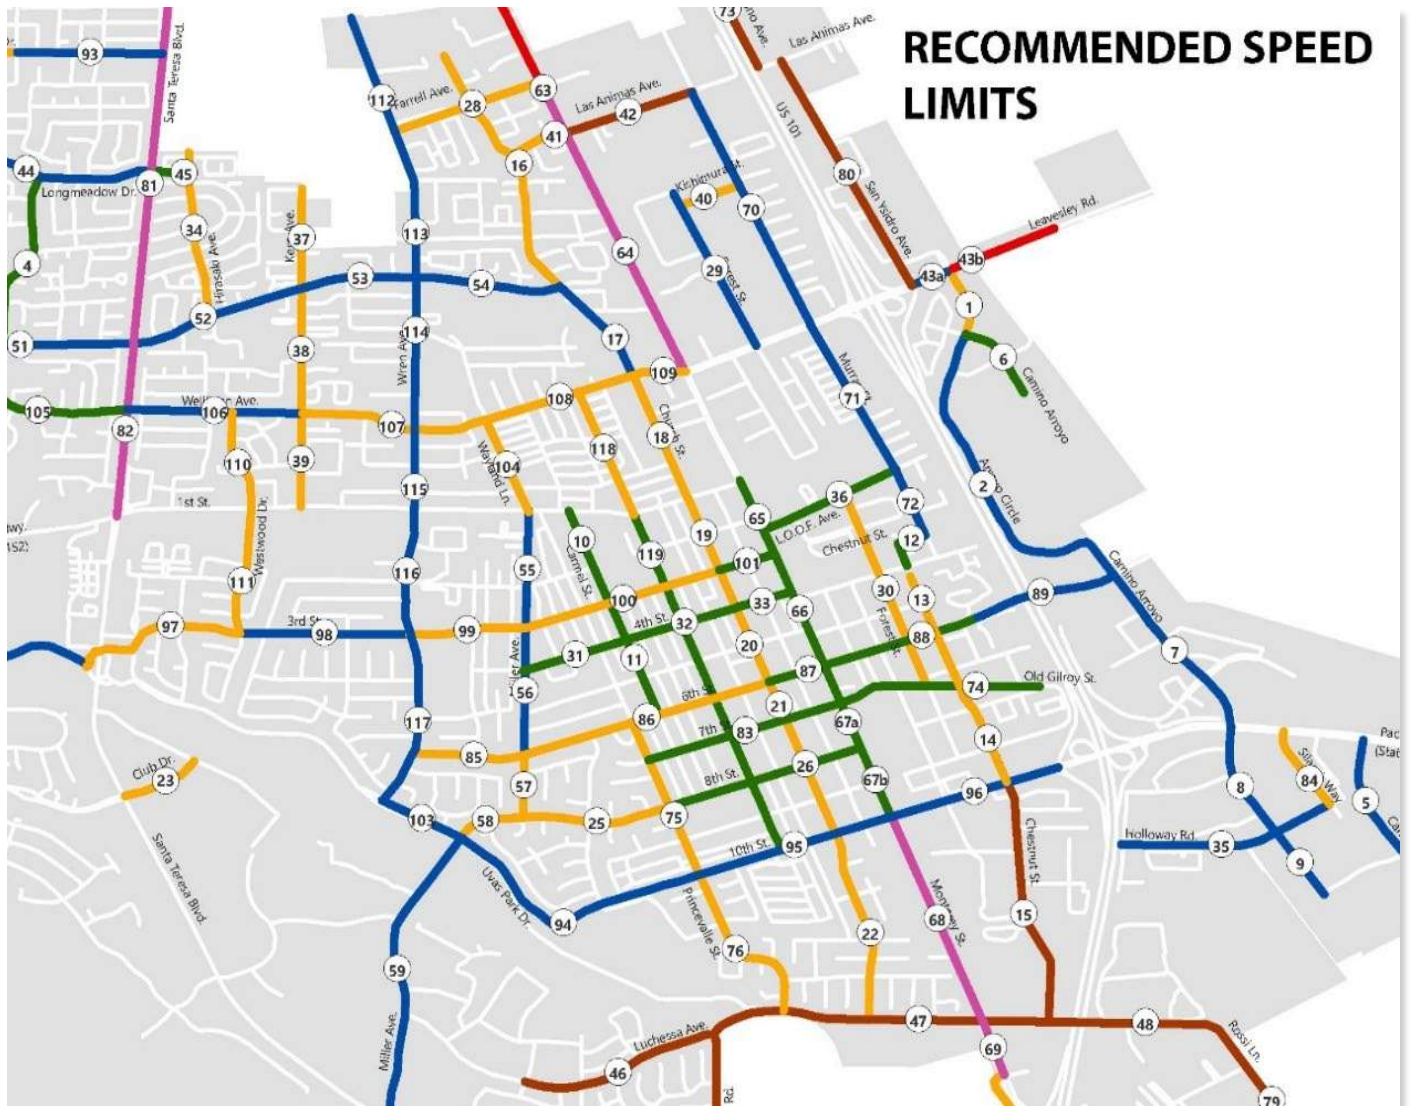 RECOMMENDED SPEED
LIMITS
73
Las Animas Ave.
93
Santa Teresa Blvd.
112
Farrell Ave.
28
63
Las Animas Ave.
42
41
US 101
16
44
Longmeadow Dr.
81
45
80
San Ysidro Ave.
Kishimura St.
40
70
Leavesley Rd.
34
37
113
64
4
43a
43b
53
54
29
52
1
51
114
Wren Ave.
17
38
6
Camino Arroyo
109
Murray
71
105
106
108
82
107
18
Church St.
118
110
39
Wayland Ln.
104
115
2
Arroyo Circle
1st St.
36
72
65
L.O.O.F. Ave.
10
Carmel St.
19
Chestnut St.
12
119
101
Westwood Dr.
116
55
111
100
33
30
13
89
Camino Arroyo
66
97
3rd St.
98
99
4th St.
32
Forest St.
88
20
31
11
7
87
56
6th St.
74
Old Gilroy St.
21
117
86
7th St.
83
67a
14
85
Club Dr.
23
8th St.
26
67b
57
8
84
5
96
103
58
25
75
Holloway Rd.
35
10th St.
95
Chestnut St.
9
Santa Teresa Blvd.
Uvas Park Dr.
94
Princevalle St.
Monterey St.
68
15
22
76
59
Miller Ave.
47
48
Luchessa Ave.
69
Rossi Ln.
46
79
Rd.